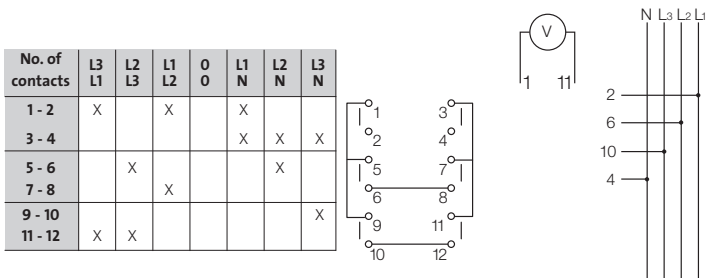 No. of contacts L3 L1 L2 L3 L1 L2 0 0 L1 N L2 N L3 N
1 - 2 X X X
3 - 4 X X X
5 - 6 X X
7 - 8 X
9 - 10 X
11 - 12 X X
1 3
2 4
5 7
6 8
9 11
10 12
V
1 11
N L3 L2 L1
2
6
10
4